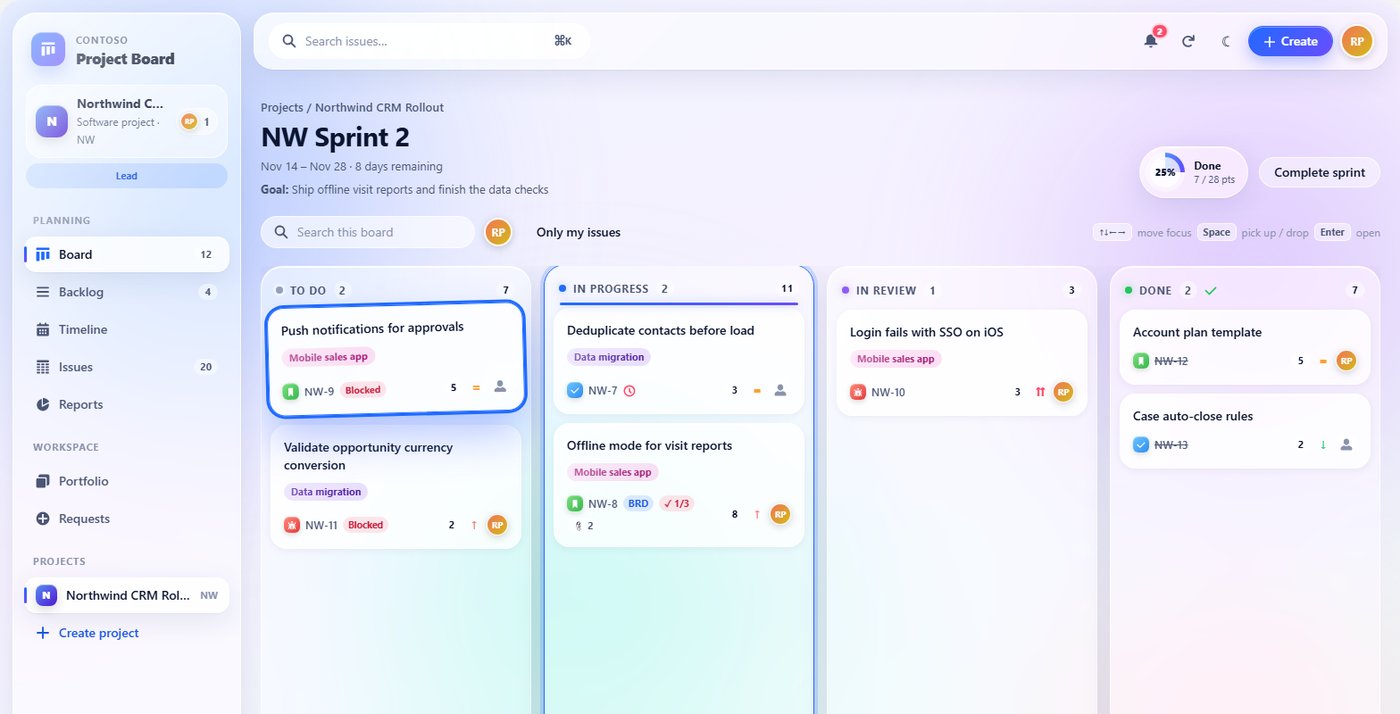 CONTOSO
Project Board
Northwind C...
Software project ·
NW
RP 1
N
Lead
PLANNING
Board 12
Backlog 4
Timeline
Issues 20
Reports
WORKSPACE
Portfolio
Requests
PROJECTS
N Northwind CRM Rol... NW
+ Create project
Search issues... ⌘K
2
+ Create
RP
Projects / Northwind CRM Rollout
NW Sprint 2
Nov 14 – Nov 28 · 8 days remaining
Goal: Ship offline visit reports and finish the data checks
25%
Done
7 / 28 pts
Complete sprint
Search this board
RP
Only my issues
↑↓←→ move focus Space pick up / drop Enter open
TO DO 2 7
Push notifications for approvals
Mobile sales app
NW-9 Blocked 5 =
Validate opportunity currency
conversion
Data migration
NW-11 Blocked 2 ↑ RP
IN PROGRESS 2 11
Deduplicate contacts before load
Data migration
NW-7 3 =
Offline mode for visit reports
Mobile sales app
NW-8 BRD ✓ 1/3 8 ↑ RP
2
IN REVIEW 1 3
Login fails with SSO on iOS
Mobile sales app
NW-10 3 ↑↑ RP
DONE 2 ✓ 7
Account plan template
NW-12 5 = RP
Case auto-close rules
NW-13 2 ↓